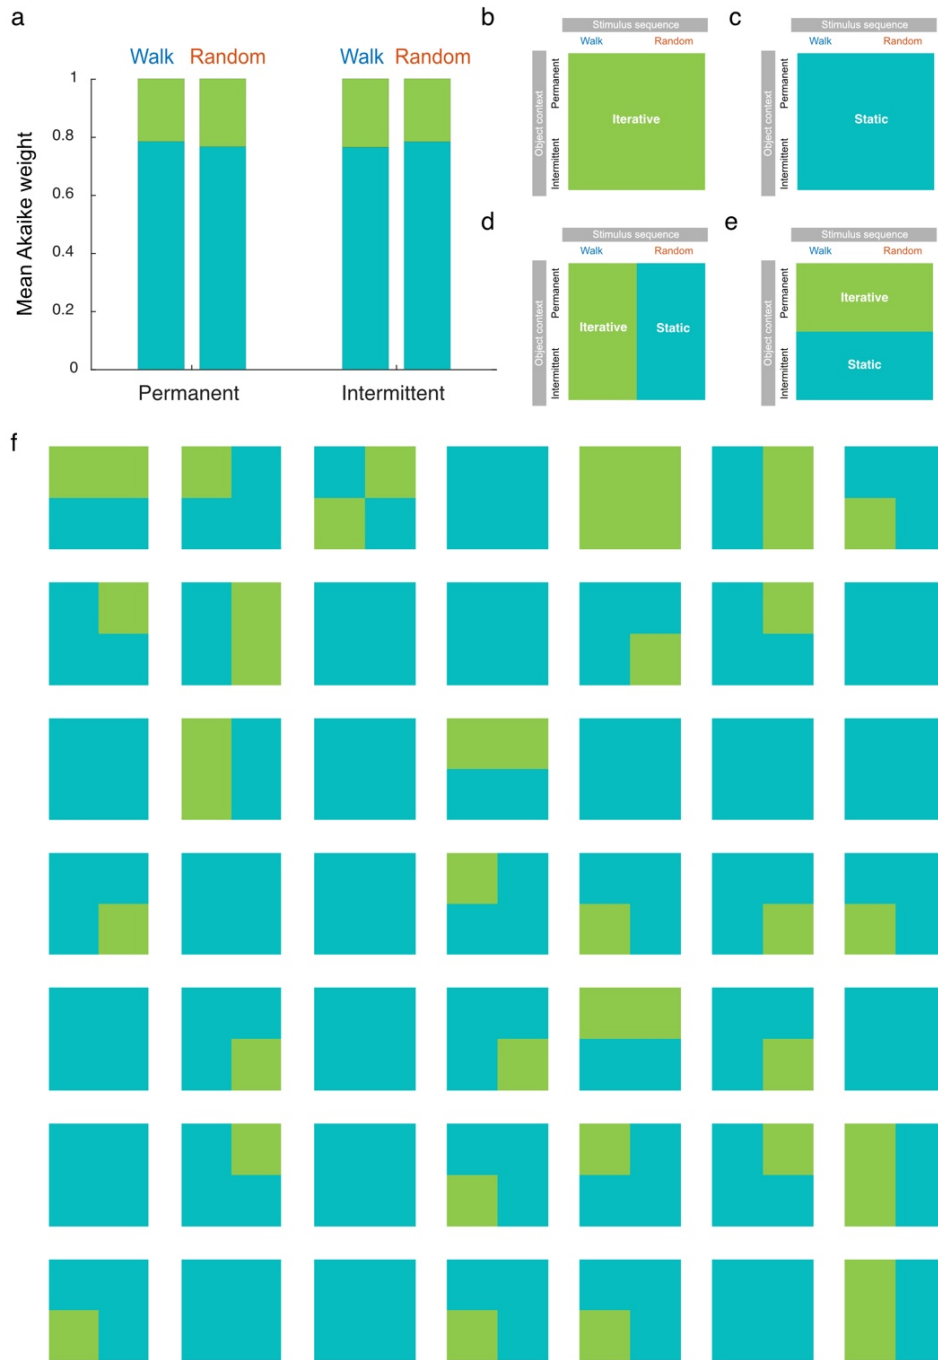 a
Walk Random
Walk Random
Mean Akaike weight
1
0.8
0.6
0.4
0.2
0
Permanent
Intermittent
b
Stimulus sequence
Walk
Random
Object context
Permanent
Intermittent
Iterative
c
Stimulus sequence
Walk
Random
Object context
Permanent
Intermittent
Static
d
Stimulus sequence
Walk
Random
Object context
Permanent
Intermittent
Iterative
Static
e
Stimulus sequence
Walk
Random
Object context
Permanent
Intermittent
Iterative
Static
f